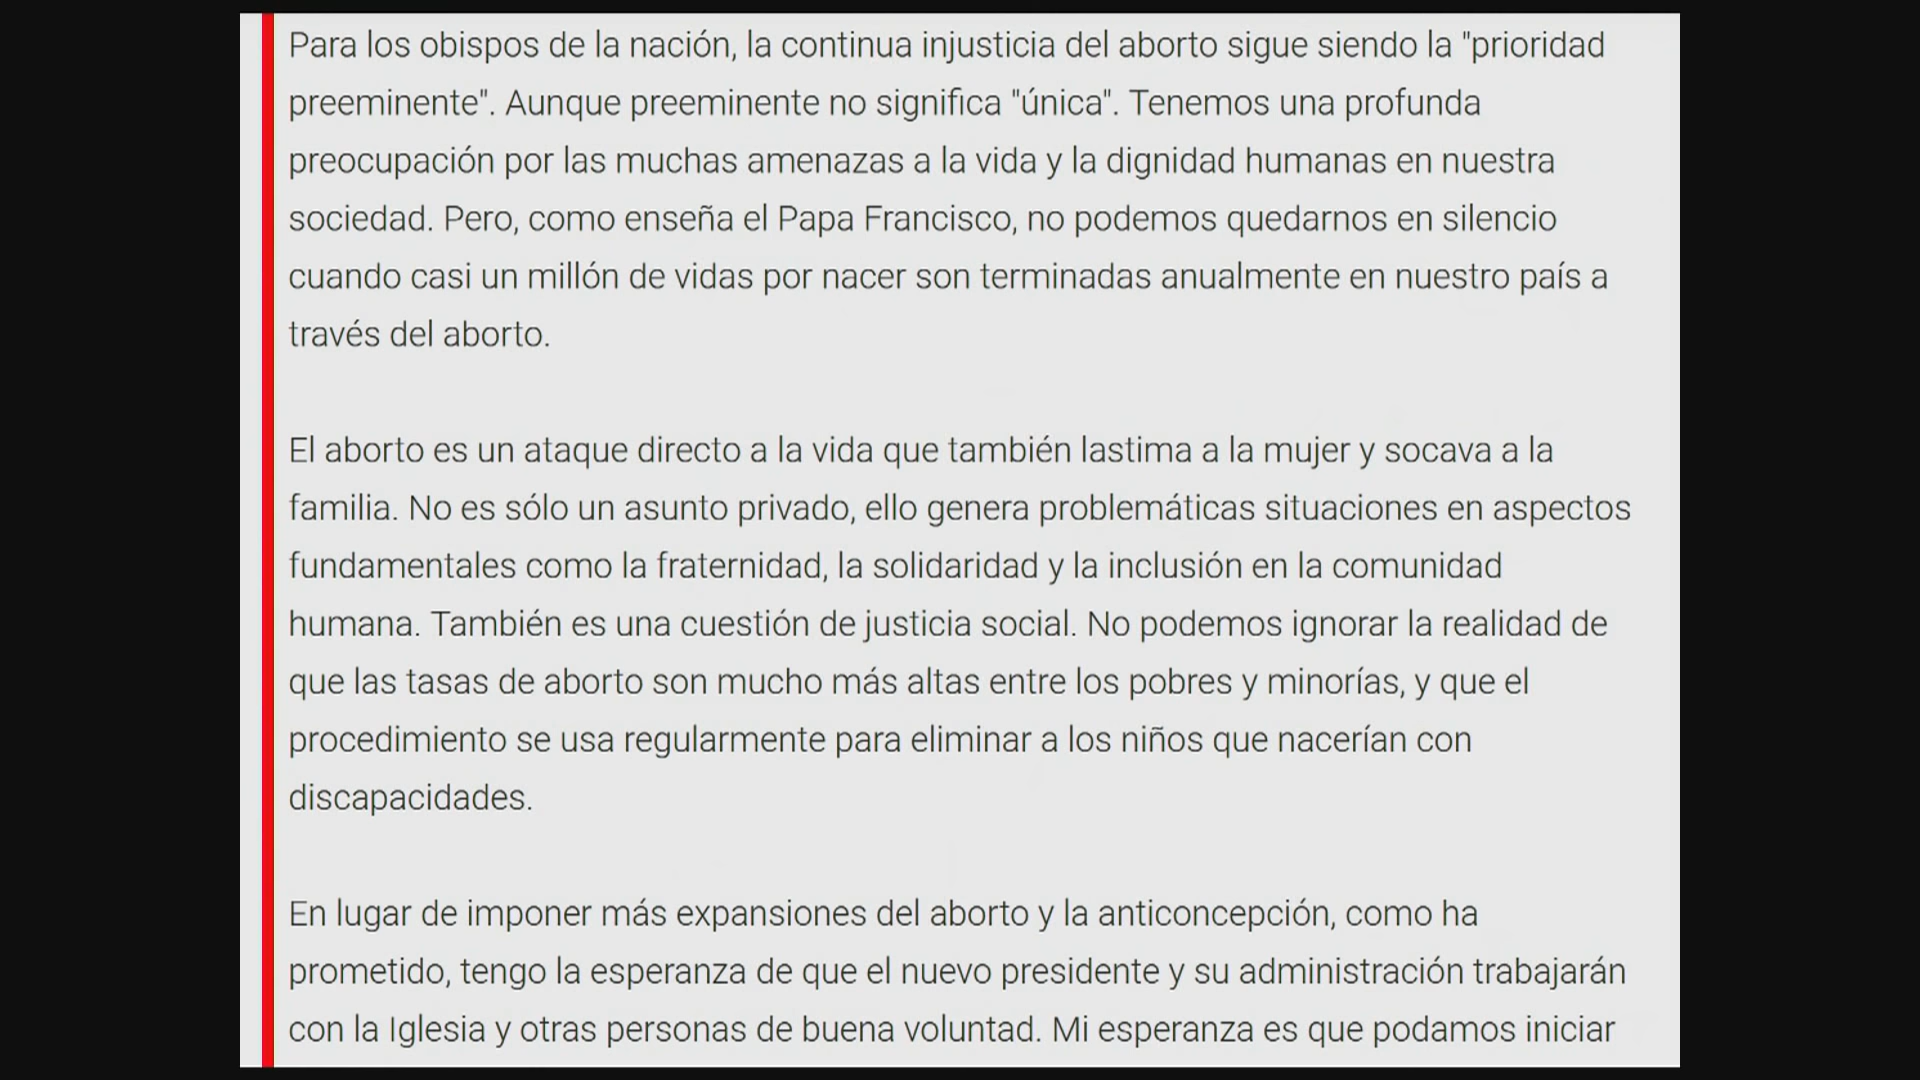 Para los obispos de la nación, la continua injusticia del aborto sigue siendo la "prioridad
preeminente". Aunque preeminente no significa "única". Tenemos una profunda
preocupación por las muchas amenazas a la vida y la dignidad humanas en nuestra
sociedad. Pero, como enseña el Papa Francisco, no podemos quedarnos en silencio
cuando casi un millón de vidas por nacer son terminadas anualmente en nuestro país a
través del aborto.
El aborto es un ataque directo a la vida que también lastima a la mujer y socava a la
familia. No es sólo un asunto privado, ello genera problemáticas situaciones en aspectos
fundamentales como la fraternidad, la solidaridad y la inclusión en la comunidad
humana. También es una cuestión de justicia social. No podemos ignorar la realidad de
que las tasas de aborto son mucho más altas entre los pobres y minorías, y que el
procedimiento se usa regularmente para eliminar a los niños que nacerían con
discapacidades.
En lugar de imponer más expansiones del aborto y la anticoncepción, como ha
prometido, tengo la esperanza de que el nuevo presidente y su administración trabajarán
con la Iglesia y otras personas de buena voluntad. Mi esperanza es que podamos iniciar